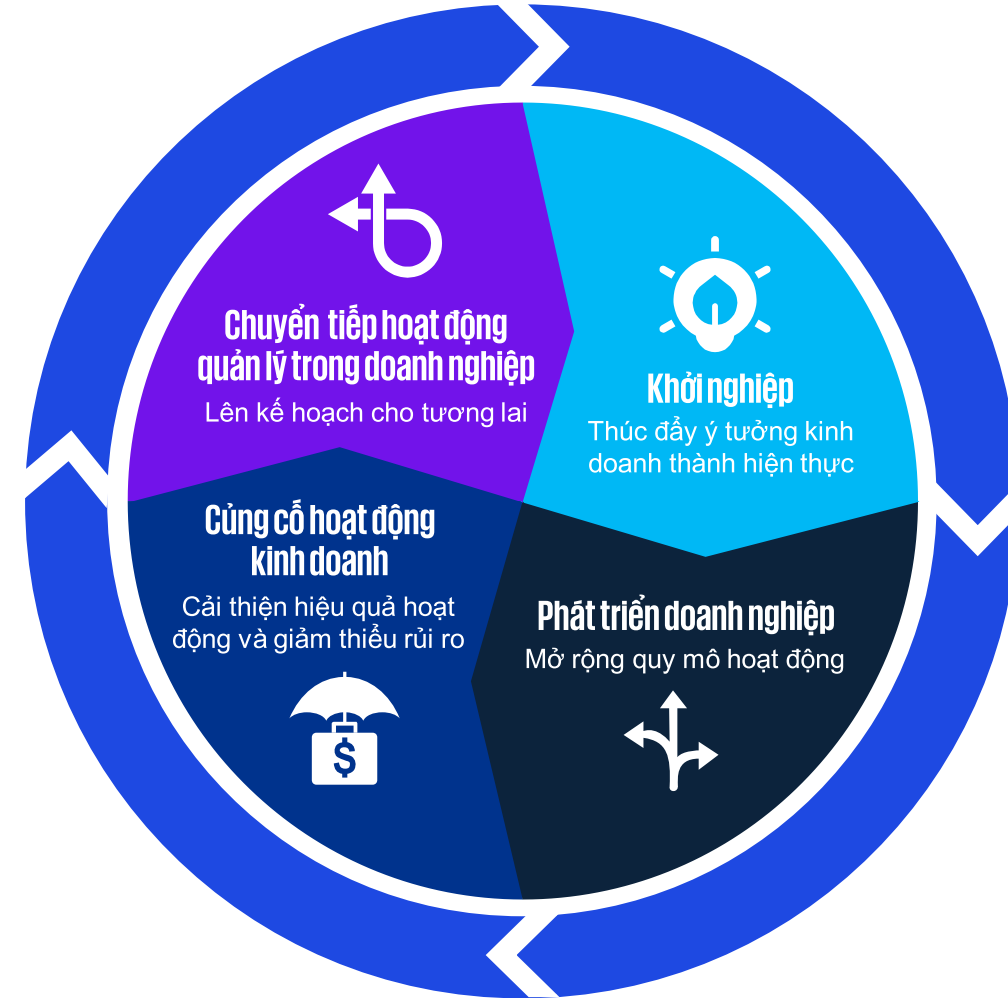 Chuyển tiếp hoạt động
quản lý trong doanh nghiệp
Lên kế hoạch cho tương lai
Khởi nghiệp
Thúc đẩy ý tưởng kinh
doanh thành hiện thực
Củng cố hoạt động
kinh doanh
Cải thiện hiệu quả hoạt
động và giảm thiểu rủi ro
$
Phát triển doanh nghiệp
Mở rộng quy mô hoạt động